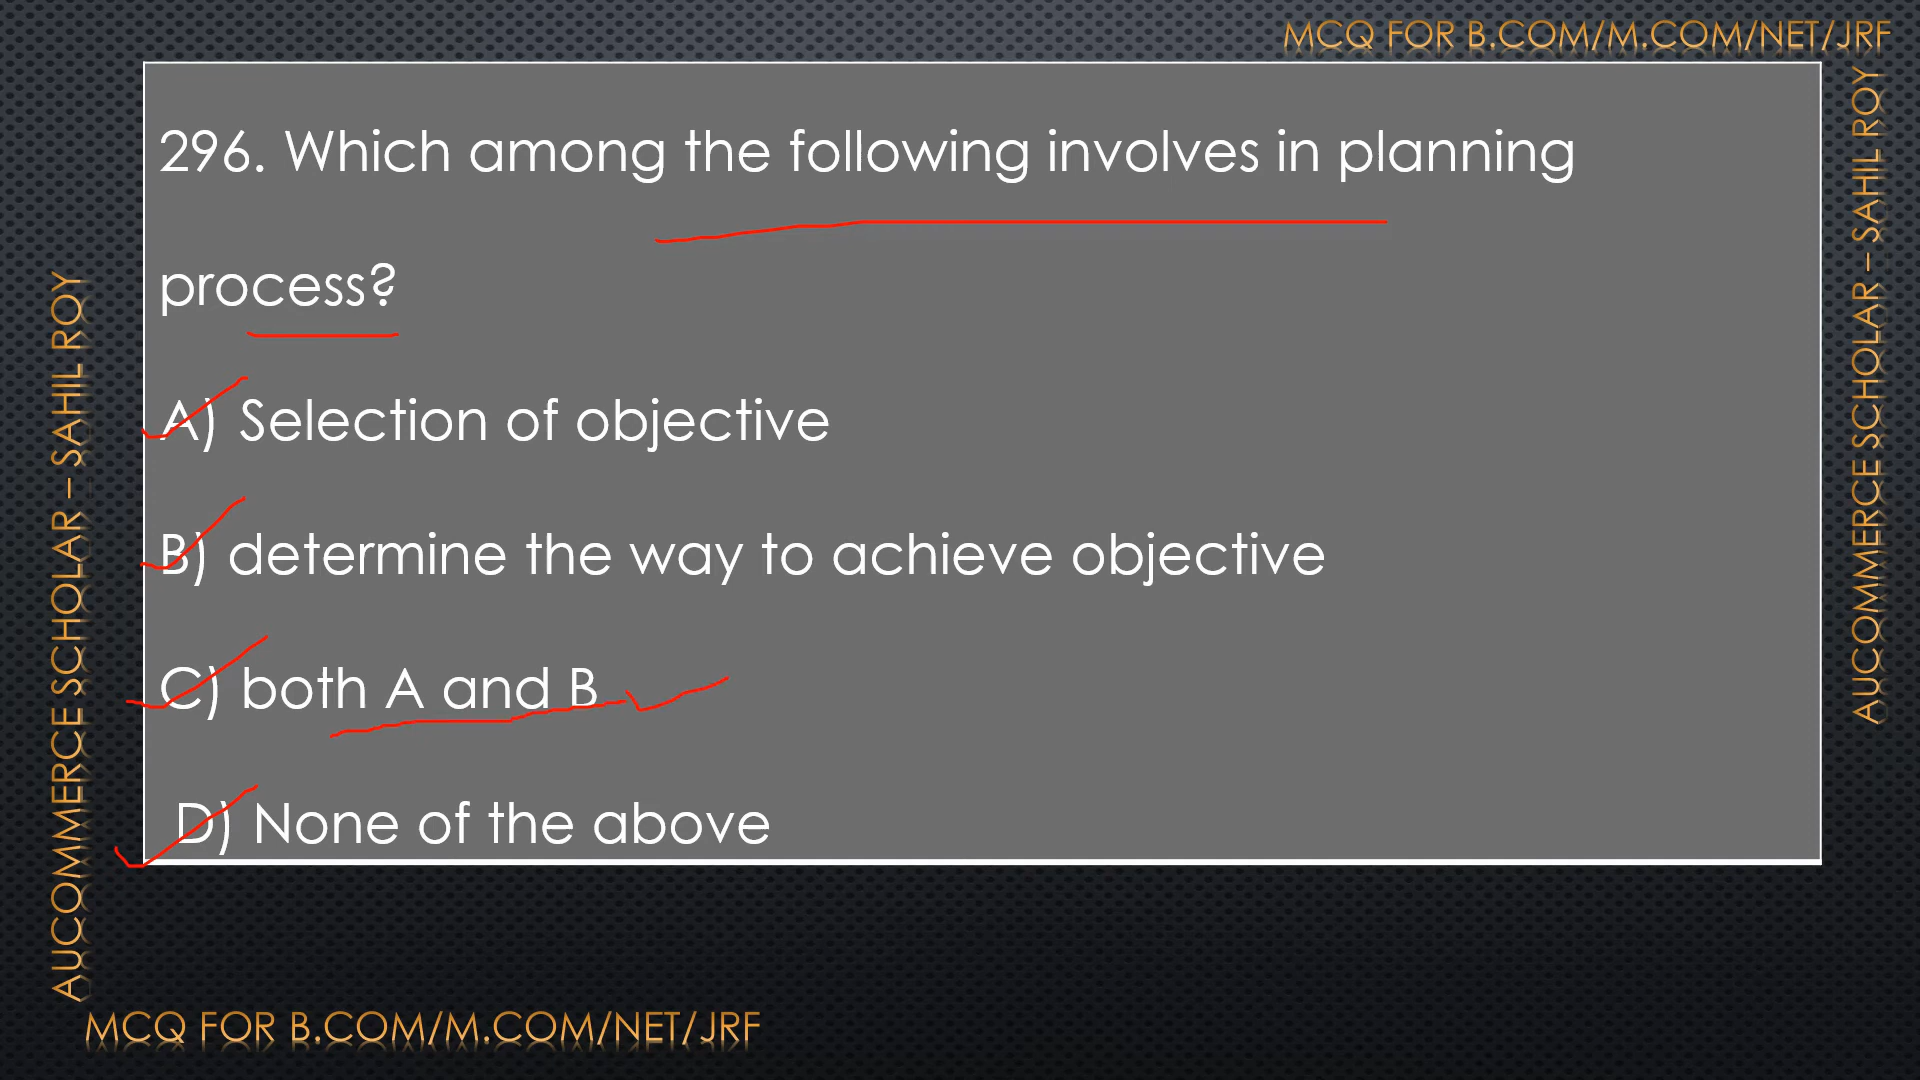 MCQ FOR B.COM/M.COM/NET/JRF
296. Which among the following involves in planning
process?
A) Selection of objective
B) determine the way to achieve objective
C) both A and B
D) None of the above
AUCOMMERCE SCHOLAR – SAHIL ROY
AUCOMMERCE SCHOLAR – SAHIL ROY
MCQ FOR B.COM/M.COM/NET/JRF